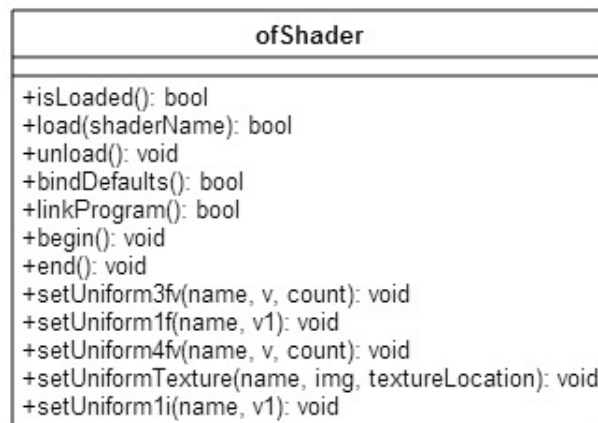 ofShader
+isLoaded(): bool
+load(shaderName): bool
+unload(): void
+bindDefaults(): bool
+linkProgram(): bool
+begin(): void
+end(): void
+setUniform3fv(name, v, count): void
+setUniform1f(name, v1): void
+setUniform4fv(name, v, count): void
+setUniformTexture(name, img, textureLocation): void
+setUniform1i(name, v1): void